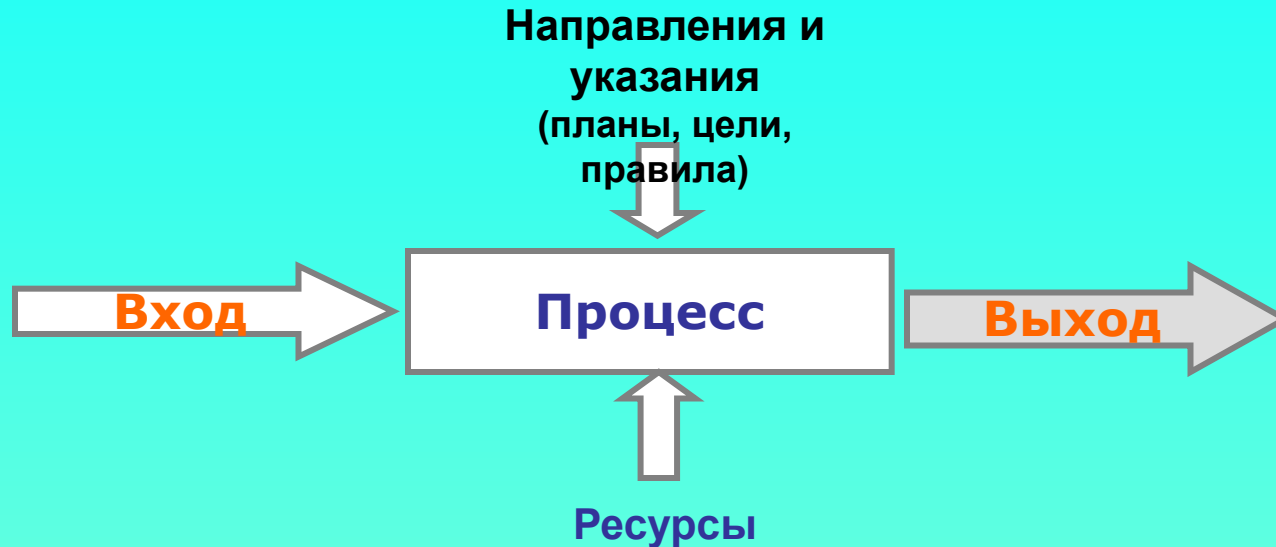 Направления и
указания
(планы, цели,
правила)
Вход
Процесс
Выход
Ресурсы